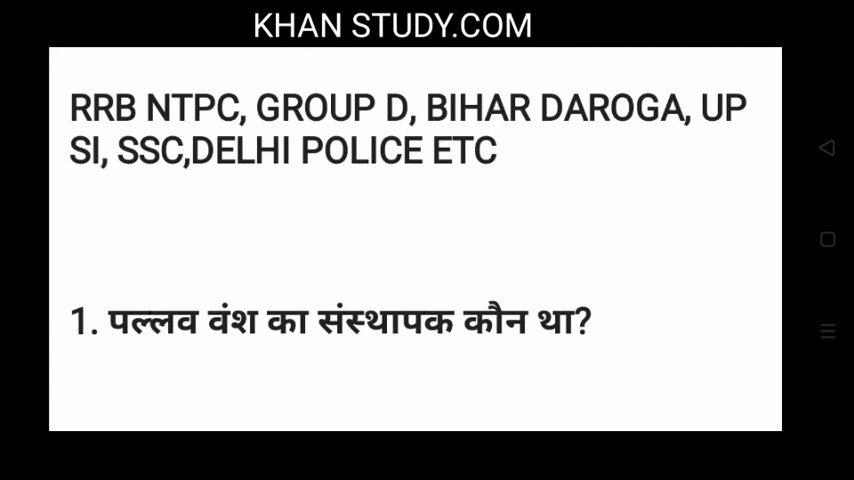 KHAN STUDY.COM
RRB NTPC, GROUP D, BIHAR DAROGA, UP
SI, SSC,DELHI POLICE ETC
1. पल्लव वंश का संस्थापक कौन था?